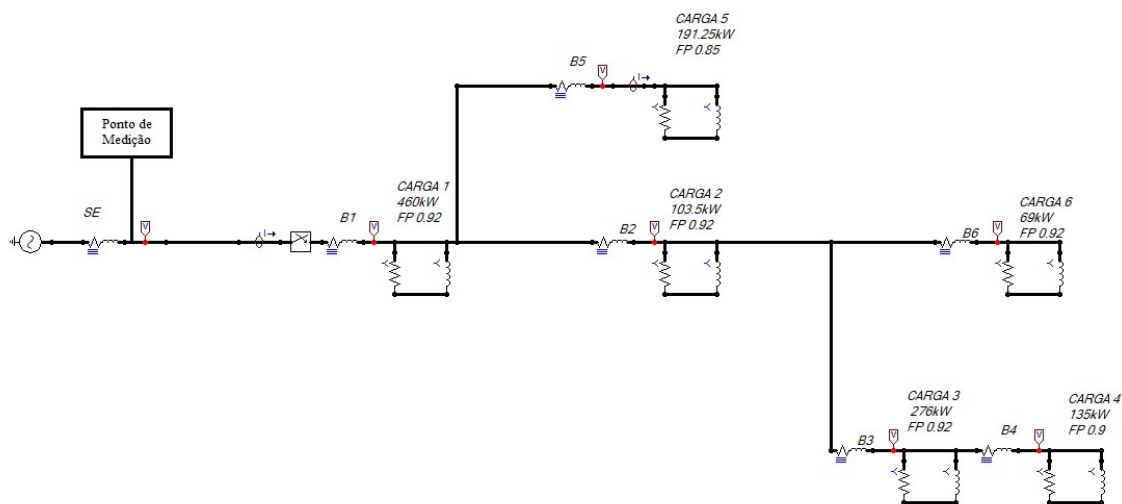 CARGA 5
191.25kW
FP 0.85
B5
V
I
Ponto de
Medição
SE
V
I
B1
V
CARGA 1
460kW
FP 0.92
B2
V
CARGA 2
103.5kW
FP 0.92
B6
V
CARGA 6
69kW
FP 0.92
B3
V
CARGA 3
276kW
FP 0.92
B4
V
CARGA 4
135kW
FP 0.9